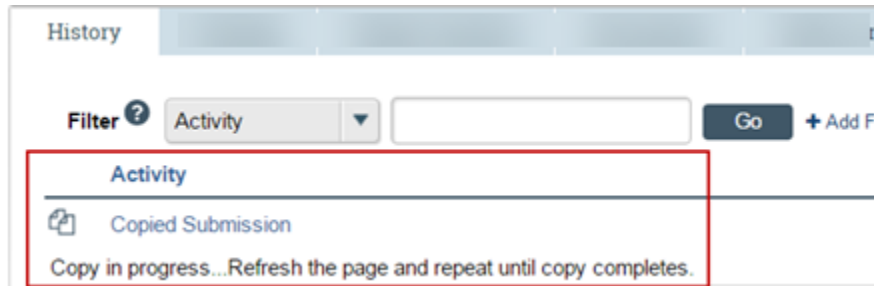 History
Filter ? Activity Go + Add F
Activity
Copied Submission
Copy in progress...Refresh the page and repeat until copy completes.